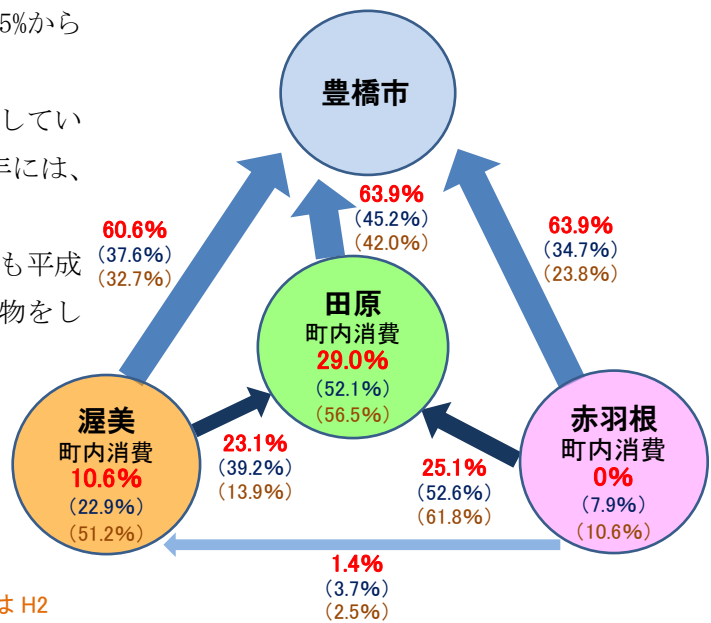 5%から
してい
年には、
も平成
物をし
豊橋市
60.6%
(37.6%)
(32.7%)
63.9%
(45.2%)
(42.0%)
63.9%
(34.7%)
(23.8%)
田原
町内消費
29.0%
(52.1%)
(56.5%)
渥美
町内消費
10.6%
(22.9%)
(51.2%)
23.1%
(39.2%)
(13.9%)
25.1%
(52.6%)
(61.8%)
赤羽根
町内消費
0%
(7.9%)
(10.6%)
1.4%
(3.7%)
(2.5%)
は H2